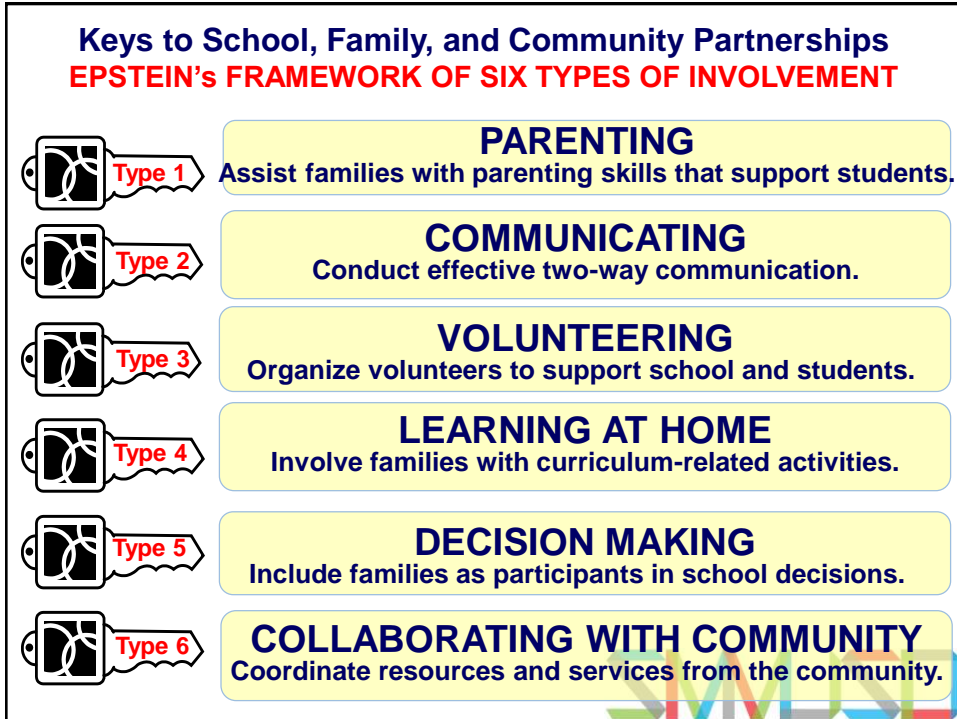 Keys to School, Family, and Community Partnerships
EPSTEIN's FRAMEWORK OF SIX TYPES OF INVOLVEMENT
Type 1
PARENTING
Assist families with parenting skills that support students.
Type 2
COMMUNICATING
Conduct effective two-way communication.
Type 3
VOLUNTEERING
Organize volunteers to support school and students.
Type 4
LEARNING AT HOME
Involve families with curriculum-related activities.
Type 5
DECISION MAKING
Include families as participants in school decisions.
Type 6
COLLABORATING WITH COMMUNITY
Coordinate resources and services from the community.
SMMUSD